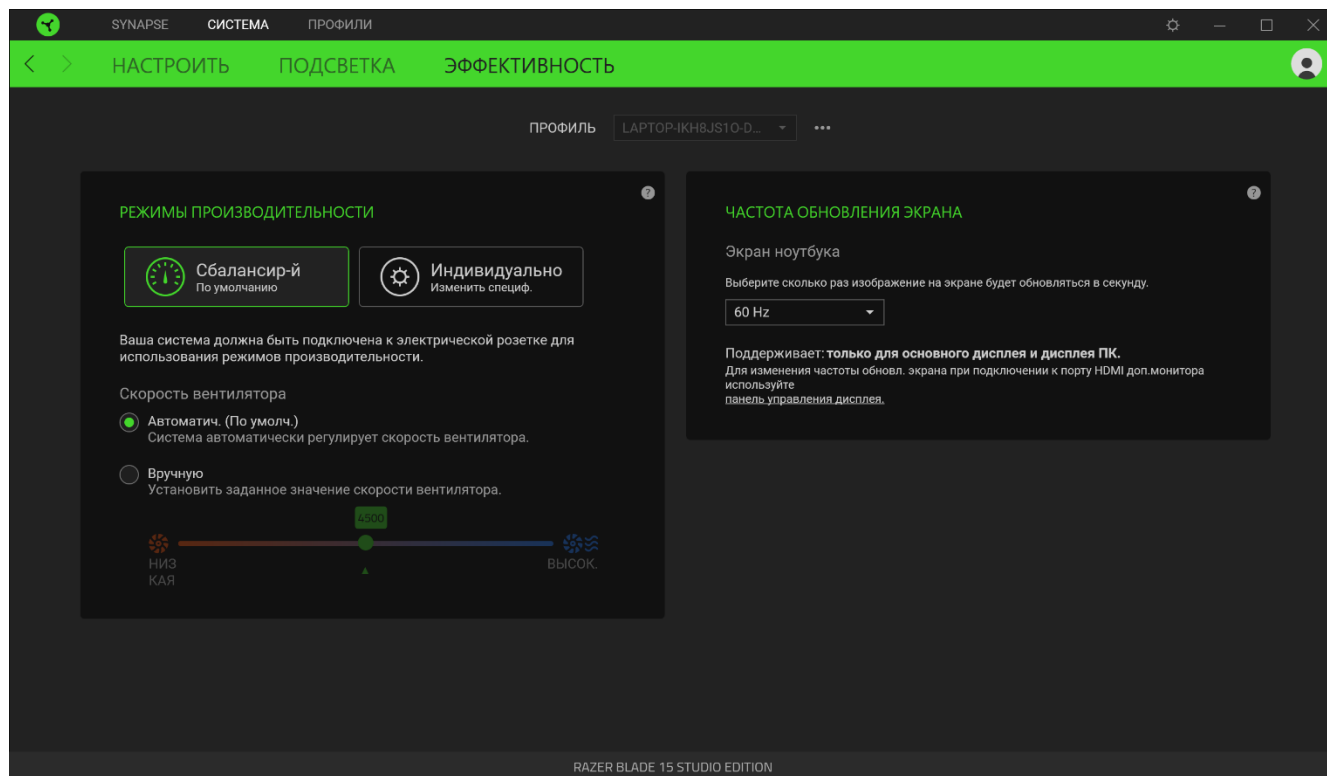 SYNAPSE СИСТЕМА ПРОФИЛИ
НАСТРОИТЬ ПОДСВЕТКА ЭФФЕКТИВНОСТЬ
ПРОФИЛЬ LAPTOP-IKH8JS1O-D...
РЕЖИМЫ ПРОИЗВОДИТЕЛЬНОСТИ
Сбалансир-й
По умолчанию
Индивидуально
Изменить специф.
Ваша система должна быть подключена к электрической розетке для
использования режимов производительности.
Скорость вентилятора
Автоматич. (По умолч.)
Система автоматически регулирует скорость вентилятора.
Вручную
Установить заданное значение скорости вентилятора.
4500
НИЗ
КАЯ
ВЫСОК.
ЧАСТОТА ОБНОВЛЕНИЯ ЭКРАНА
Экран ноутбука
Выберите сколько раз изображение на экране будет обновляться в секунду.
60 Hz
Поддерживает: только для основного дисплея и дисплея ПК.
Для изменения частоты обновл. экрана при подключении к порту HDMI доп.монитора
используйте
панель управления дисплея.
RAZER BLADE 15 STUDIO EDITION